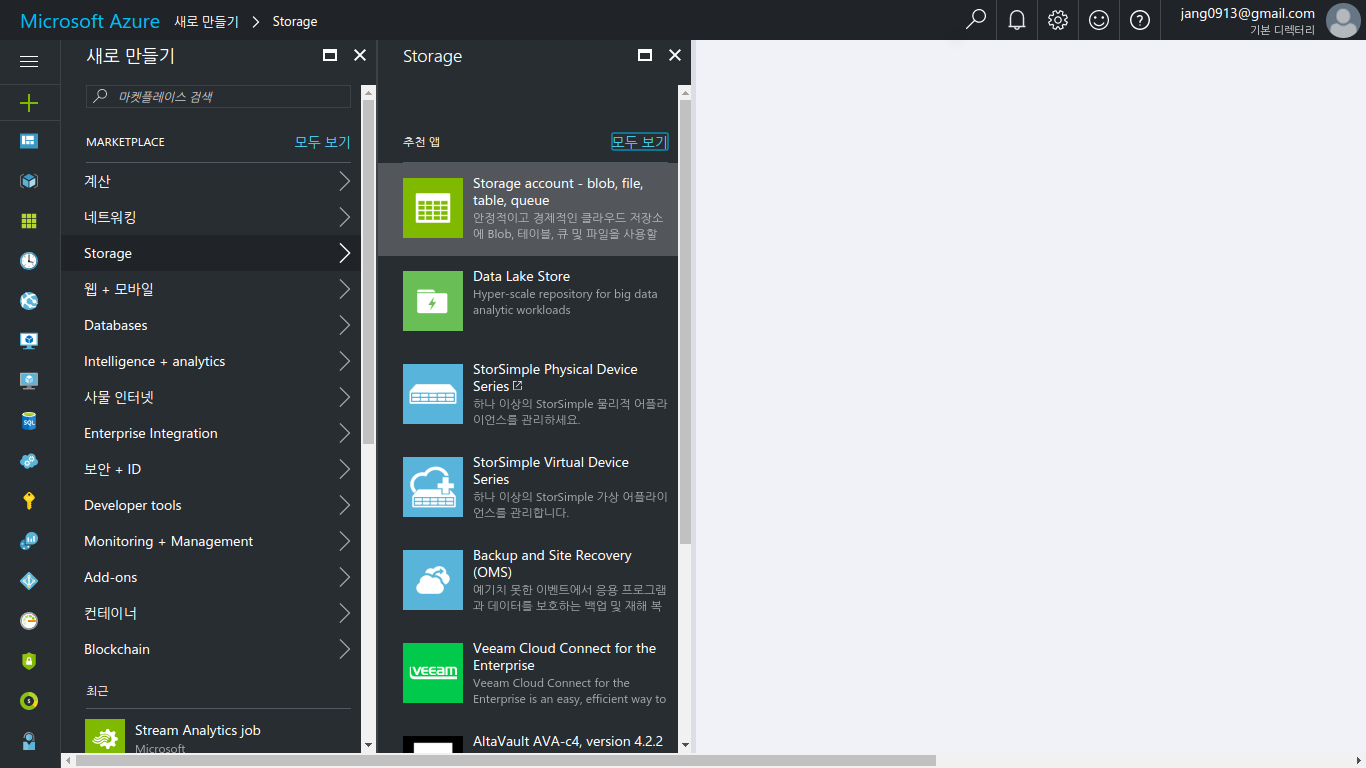 Microsoft Azure 새로 만들기 > Storage
jang0913@gmail.com
기본 디렉터리
새로 만들기
마켓플레이스 검색
MARKETPLACE 모두 보기
계산
네트워킹
Storage
웹 + 모바일
Databases
Intelligence + analytics
사물 인터넷
Enterprise Integration
보안 + ID
Developer tools
Monitoring + Management
Add-ons
컨테이너
Blockchain
최근
Stream Analytics job
Microsoft
Storage
추천 앱 모두 보기
Storage account - blob, file,
table, queue
안정적이고 경제적인 클라우드 저장소
에 Blob, 테이블, 큐 및 파일을 사용할
Data Lake Store
Hyper-scale repository for big data
analytic workloads
StorSimple Physical Device
Series
하나 이상의 StorSimple 물리적 어플라
이언스를 관리하세요.
StorSimple Virtual Device
Series
하나 이상의 StorSimple 가상 어플라이
언스를 관리합니다.
Backup and Site Recovery
(OMS)
예기치 못한 이벤트에서 응용 프로그램
과 데이터를 보호하는 백업 및 재해 복
veeam
Veeam Cloud Connect for the
Enterprise
Veeam Cloud Connect for the
Enterprise is an easy, efficient way to
AltaVault AVA-c4, version 4.2.2
SQL